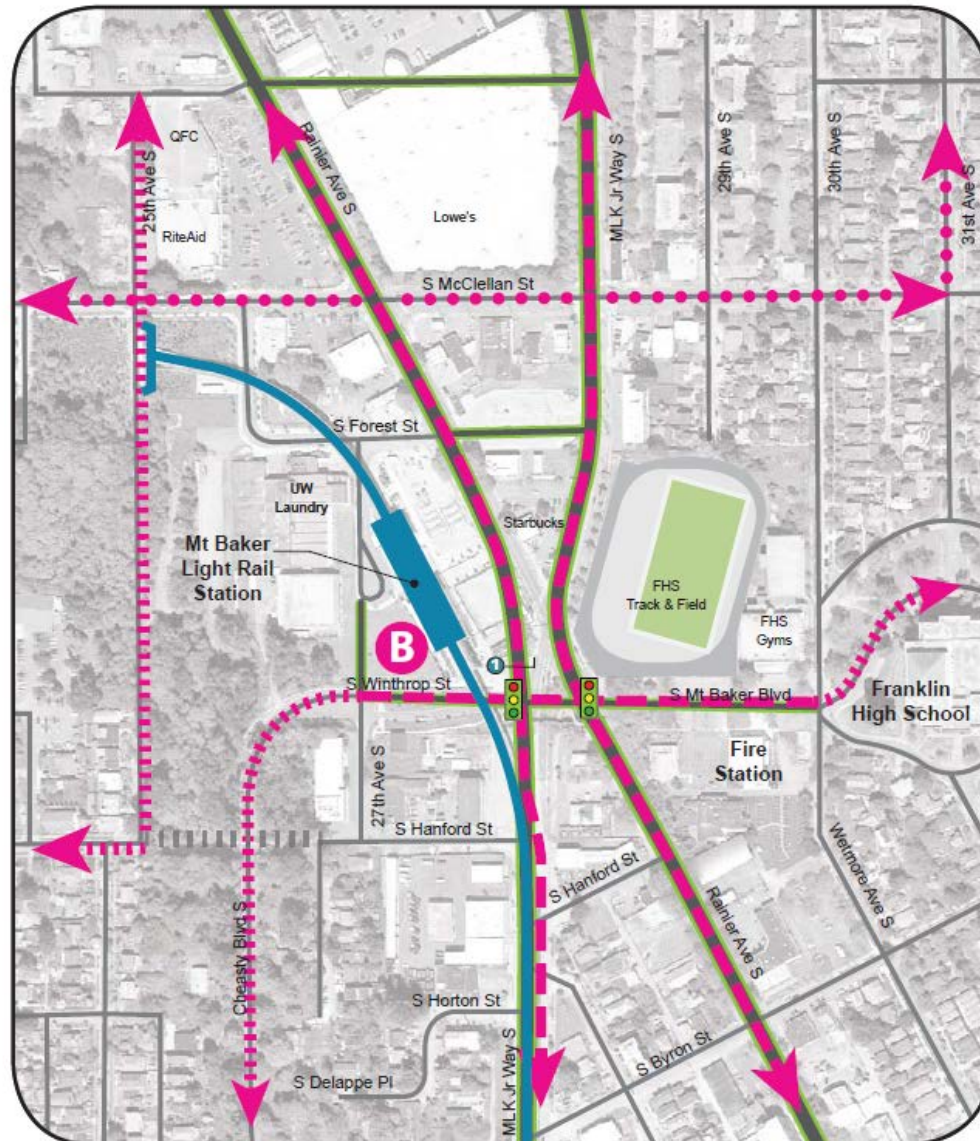 QFC
25th Ave S
RiteAid
Rainier Ave S
Lowe's
MLK Jr Way S
29th Ave S
30th Ave S
31st Ave S
S McClellan St
S Forest St
UW
Laundry
Mt Baker
Light Rail
Station
Starbucks
FHS
Track & Field
FHS
Gyms
B
1
S Winthrop St
S Mt Baker Blvd
Franklin
High School
Fire
Station
27th Ave S
S Hanford St
S Hanford St
Cheasty Blvd S
Rainier Ave S
Wetmore Ave S
S Horton St
S Byron St
S Delappe Pl
MLK Jr Way S